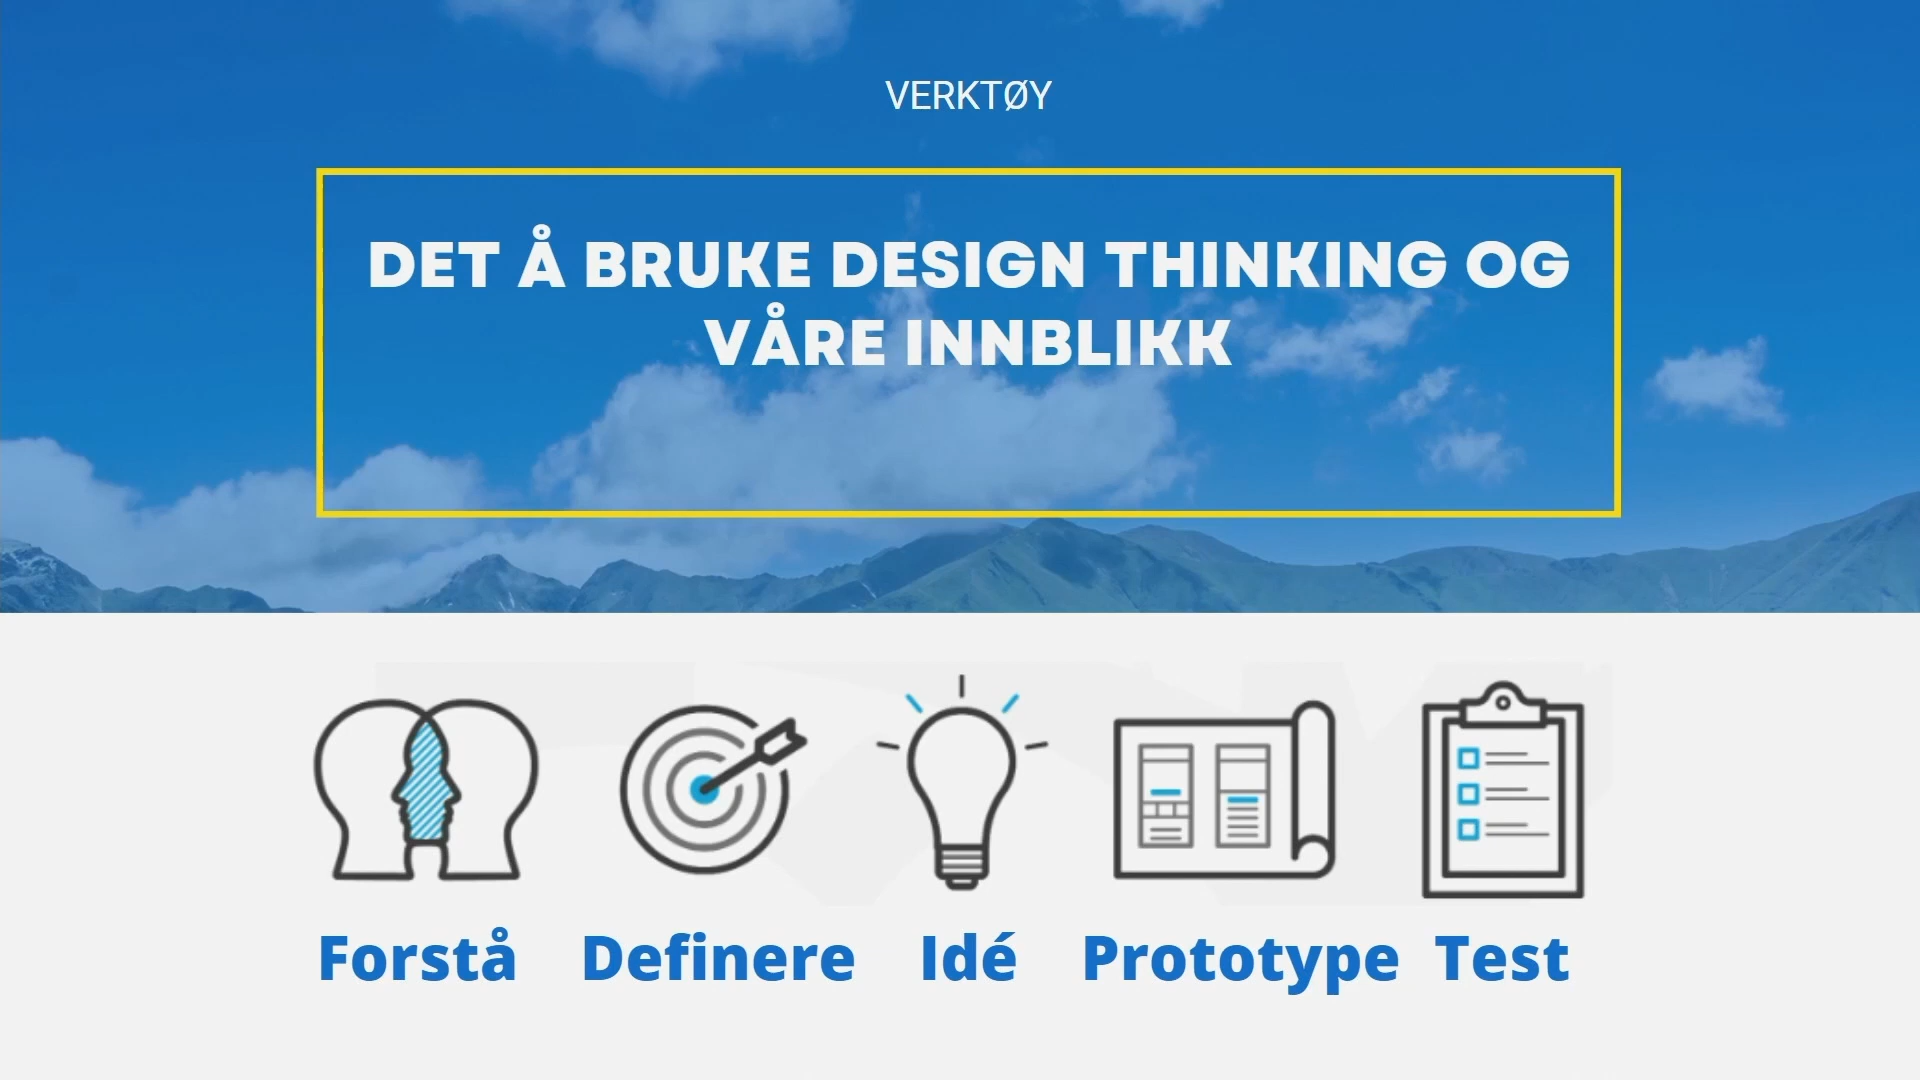 VERKTØY
DET Å BRUKE DESIGN THINKING OG
VÅRE INNBLIKK
Forstå Definere Idé Prototype Test